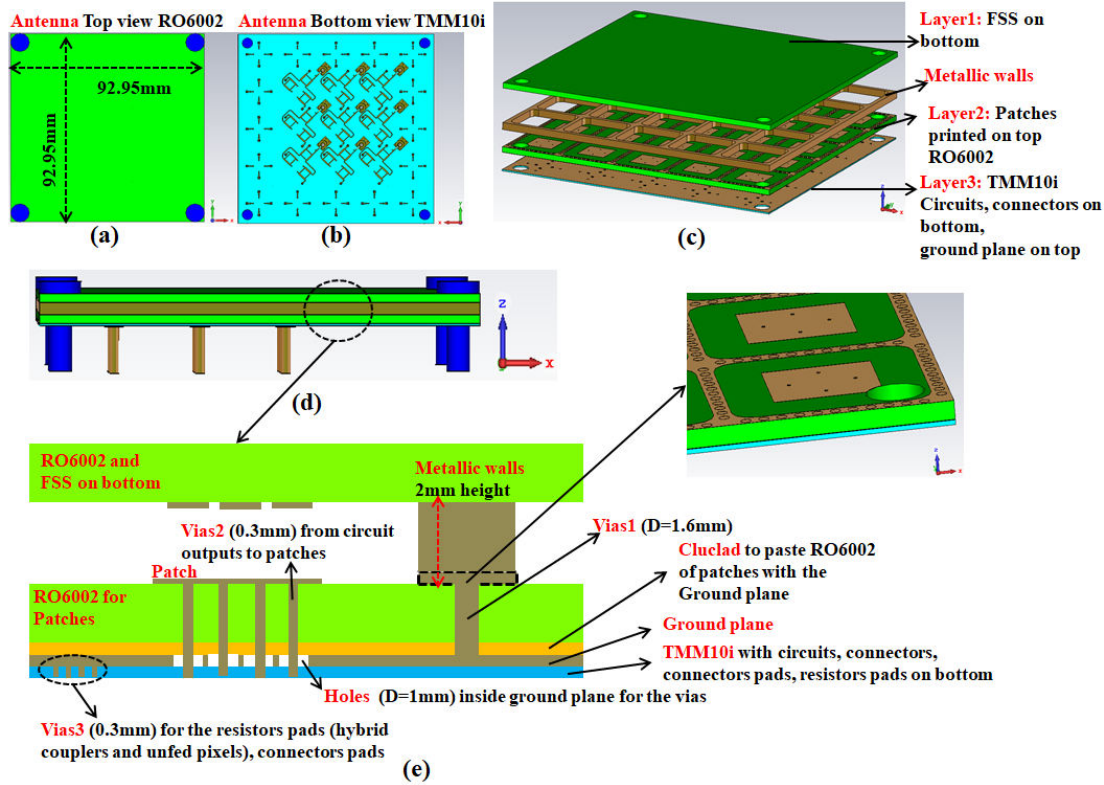 Antenna Top view RO6002
92.95mm
92.95mm
(a)
Antenna Bottom view TMM10i
(b)
Layer1: FSS on
bottom
Metallic walls
Layer2: Patches
printed on top
RO6002
Layer3: TMM10i
Circuits, connectors on
bottom,
ground plane on top
(c)
Z
X
(d)
RO6002 and
FSS on bottom
Metallic walls
2mm height
Vias2 (0.3mm) from circuit
outputs to patches
Vias1 (D=1.6mm)
Cluclad to paste RO6002
of patches with the
Ground plane
Patch
RO6002 for
Patches
Ground plane
TMM10i with circuits, connectors,
connectors pads, resistors pads on bottom
Holes (D=1mm) inside ground plane for the vias
Vias3 (0.3mm) for the resistors pads (hybrid
couplers and unfed pixels), connectors pads
(e)